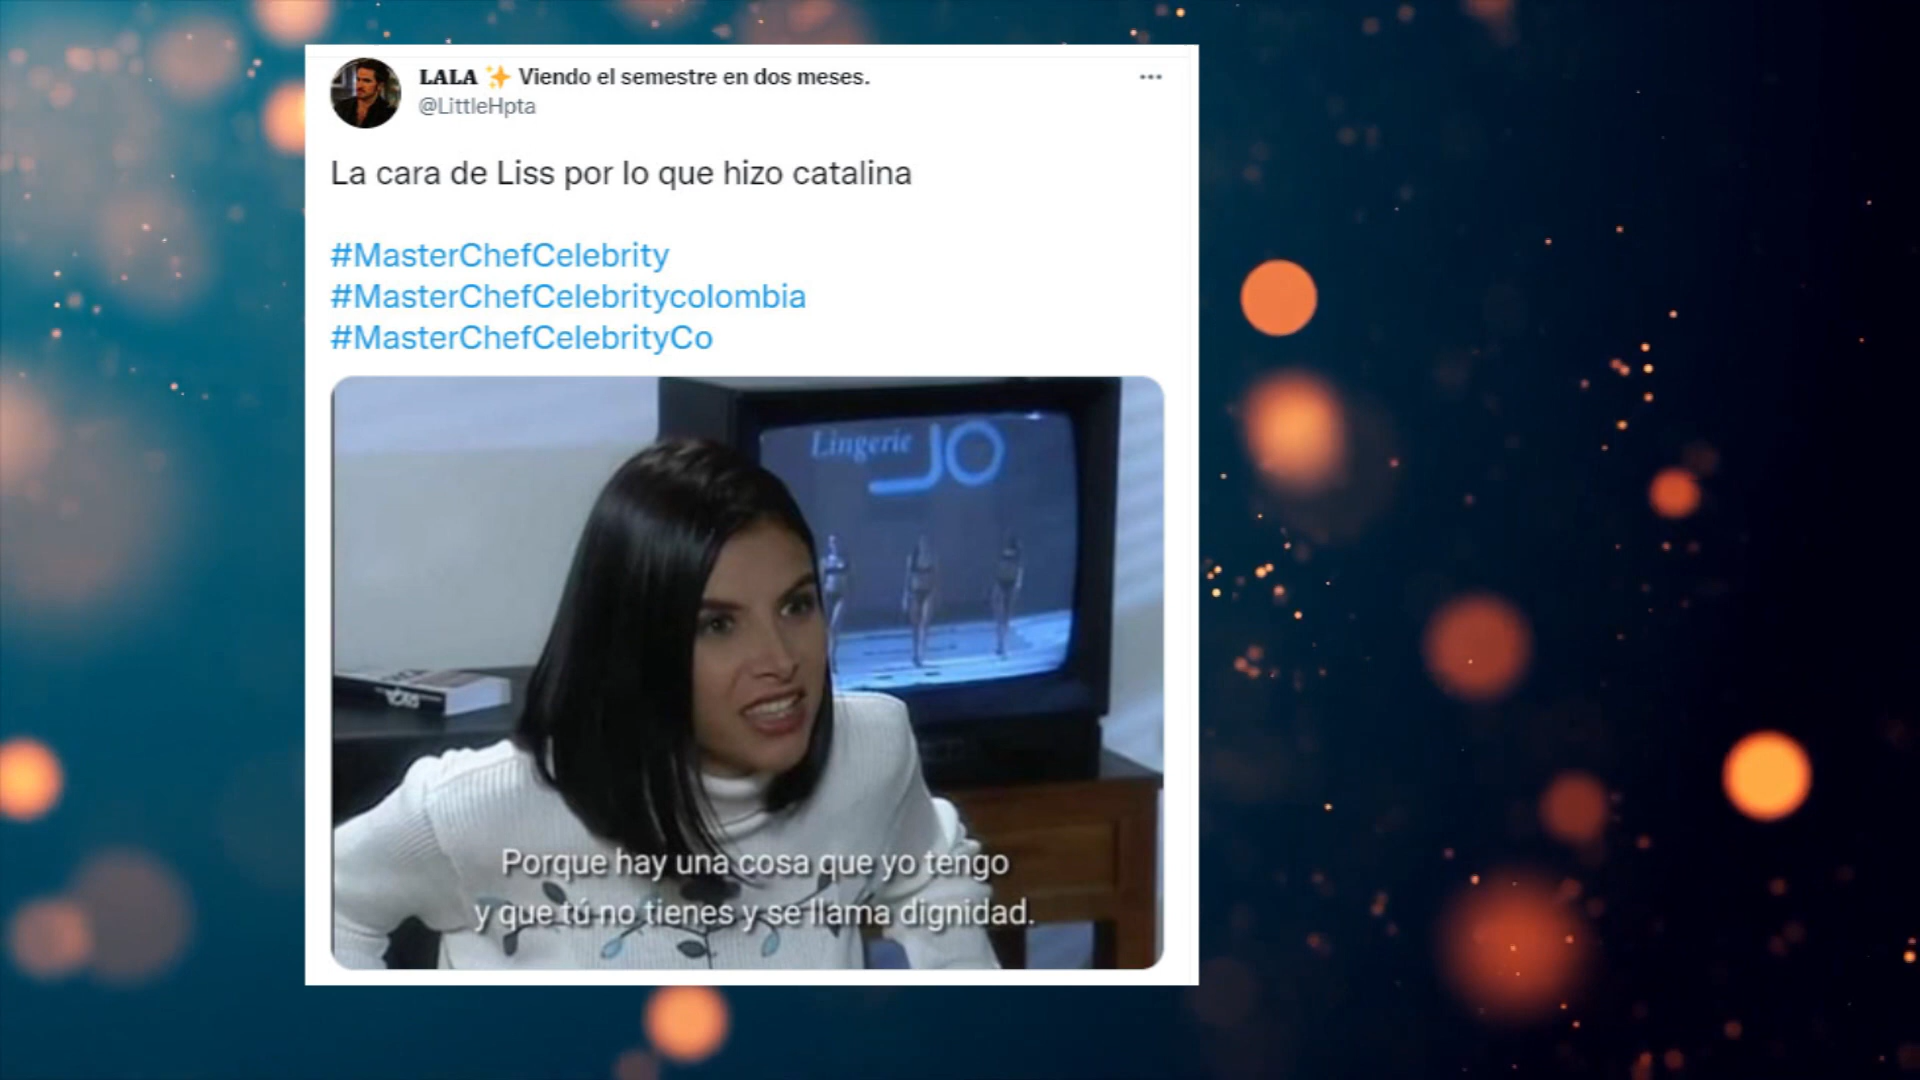 LALA ✨ Viendo el semestre en dos meses.
@LittleHpta
La cara de Liss por lo que hizo catalina
#MasterChefCelebrity
#MasterChefCelebritycolombia
#MasterChefCelebrityCo
Lingerie JO
Porque hay una cosa que yo tengo
y que tú no tienes y se llama dignidad.